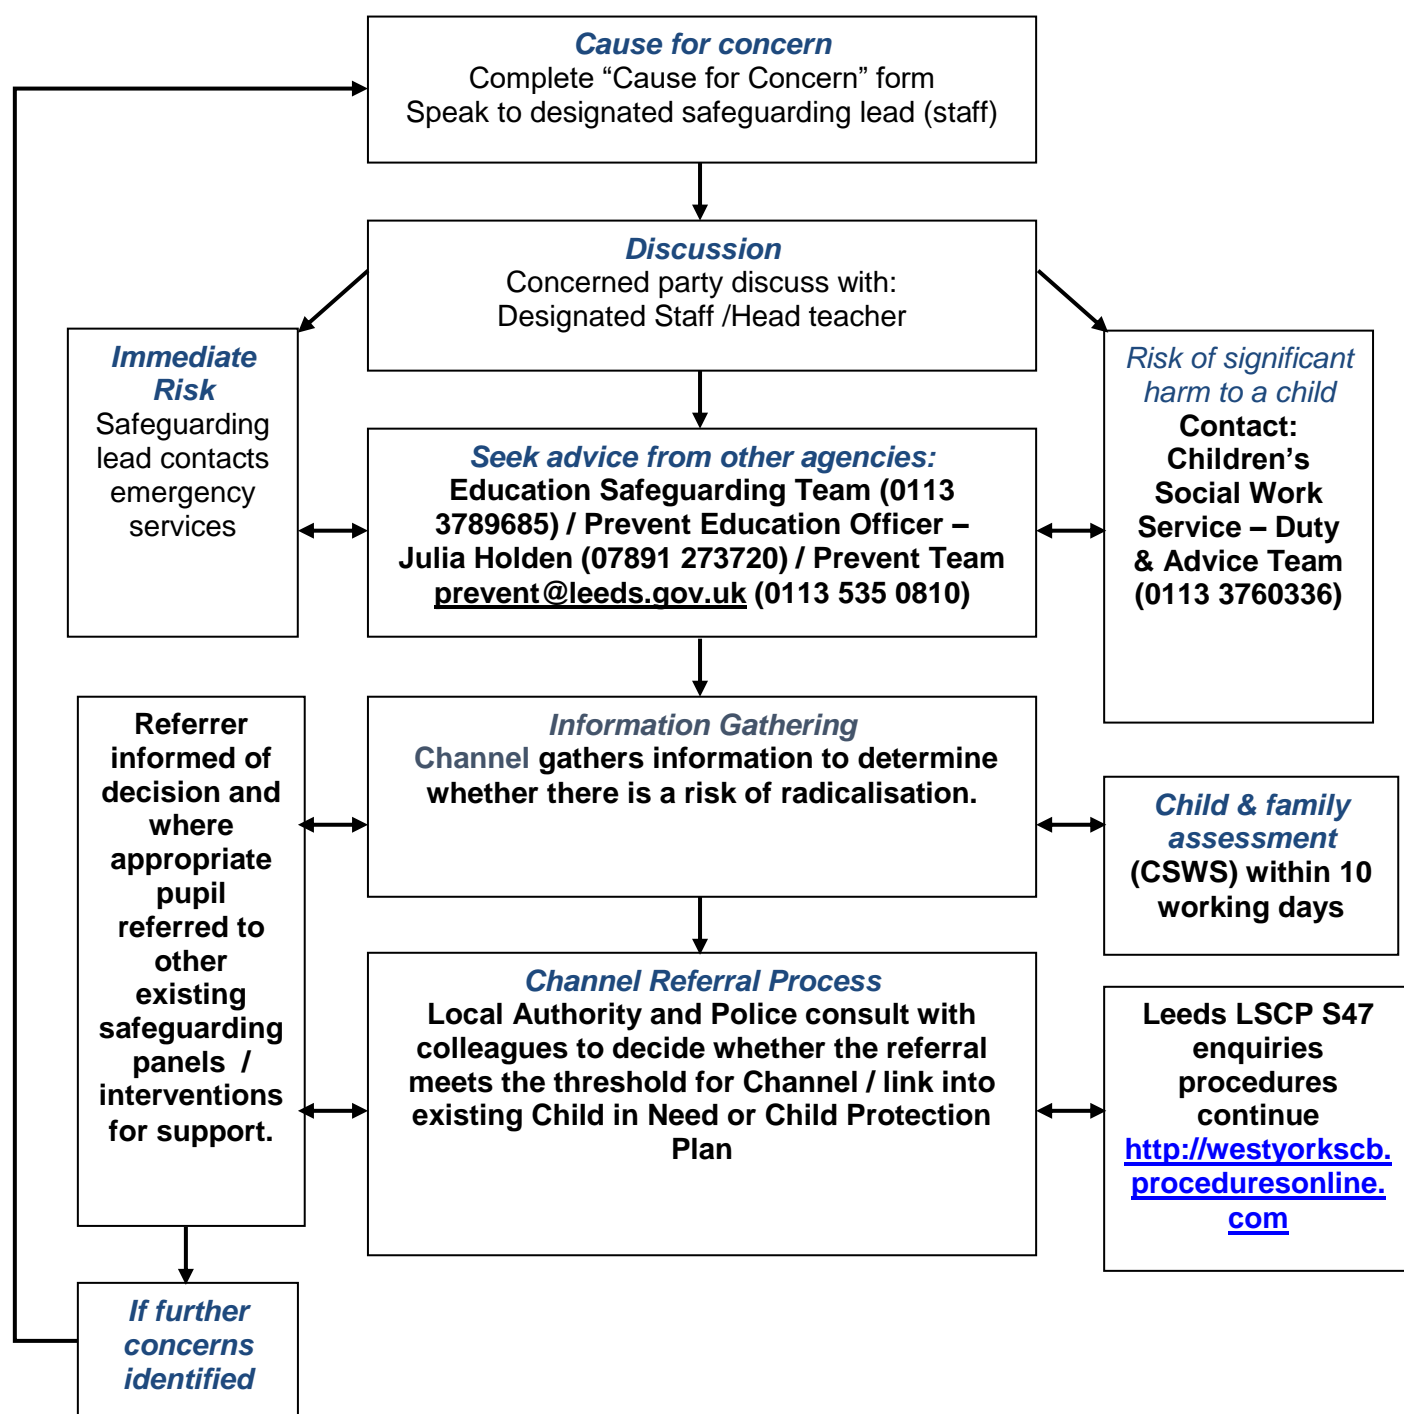 Cause for concern
Complete “Cause for Concern” form
Speak to designated safeguarding lead (staff)
Discussion
Concerned party discuss with:
Designated Staff /Head teacher
Immediate
Risk
Safeguarding
lead contacts
emergency
services
Risk of significant
harm to a child
Contact:
Children’s
Social Work
Service – Duty
& Advice Team
(0113 3760336)
Seek advice from other agencies:
Education Safeguarding Team (0113
3789685) / Prevent Education Officer –
Julia Holden (07891 273720) / Prevent Team
prevent@leeds.gov.uk (0113 535 0810)
Referrer
informed of
decision and
where
appropriate
pupil
referred to
other
existing
safeguarding
panels  /
interventions
for support.
Information Gathering
Channel gathers information to determine
whether there is a risk of radicalisation.
Child & family
assessment
(CSWS) within 10
working days
Channel Referral Process
Local Authority and Police consult with
colleagues to decide whether the referral
meets the threshold for Channel / link into
existing Child in Need or Child Protection
Plan
Leeds LSCP S47
enquiries
procedures
continue
http://westyorkscb.
proceduresonline.
com
If further
concerns
identified